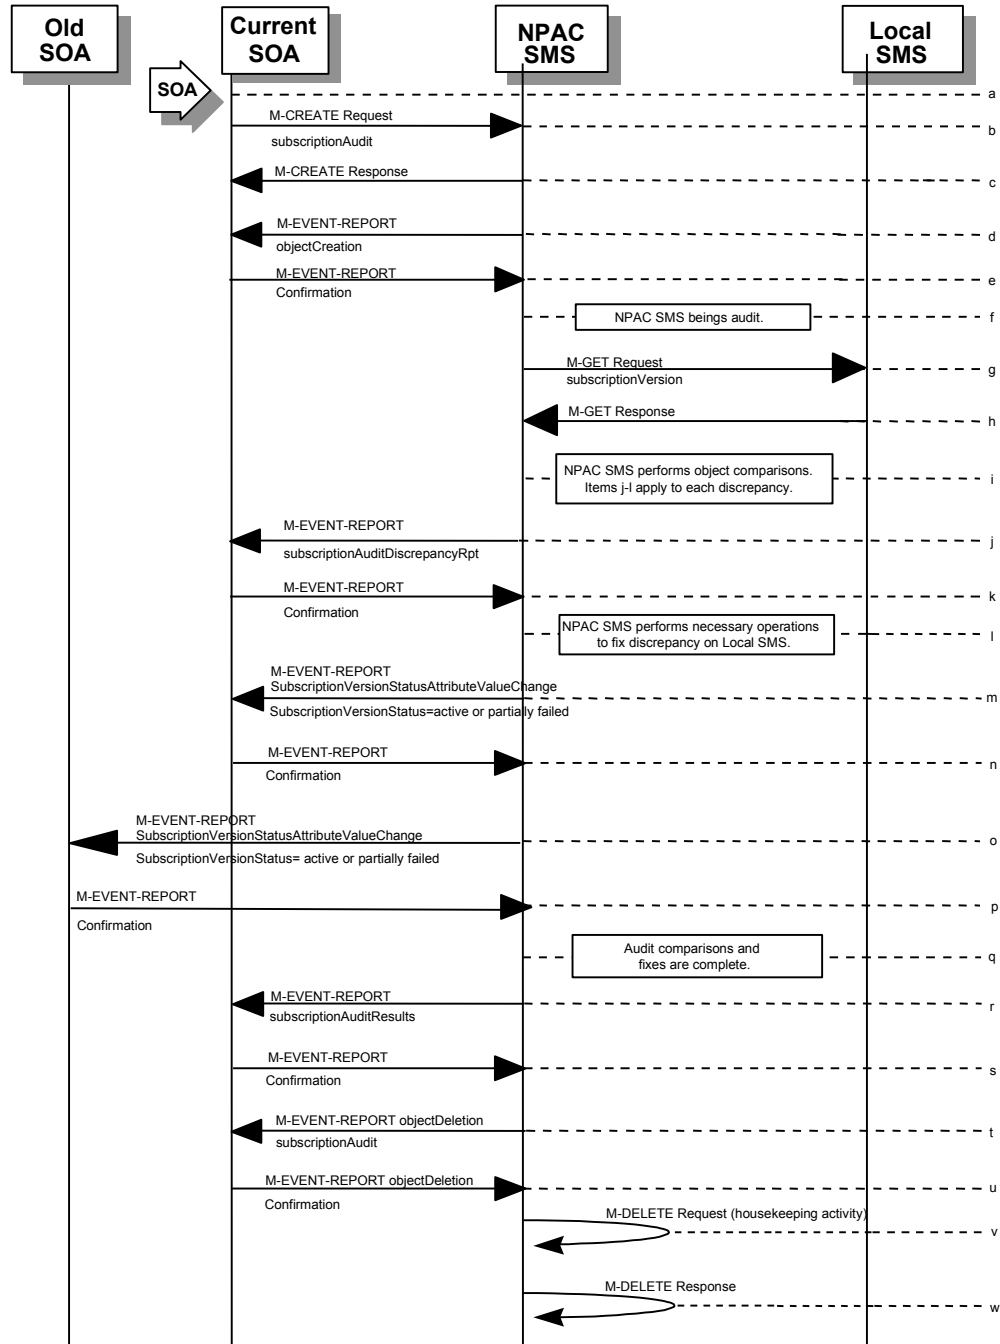 Old
SOA
Current
SOA
NPAC
SMS
Local
SMS
SOA
a
M-CREATE Request
subscriptionAudit
b
M-CREATE Response
c
M-EVENT-REPORT
objectCreation
d
M-EVENT-REPORT
Confirmation
e
NPAC SMS beings audit.
f
M-GET Request
subscriptionVersion
g
M-GET Response
h
NPAC SMS performs object comparisons.
Items j-l apply to each discrepancy.
i
M-EVENT-REPORT
subscriptionAuditDiscrepancyRpt
j
M-EVENT-REPORT
Confirmation
k
NPAC SMS performs necessary operations
to fix discrepancy on Local SMS.
l
M-EVENT-REPORT
SubscriptionVersionStatusAttributeValueChange
SubscriptionVersionStatus=active or partially failed
m
M-EVENT-REPORT
Confirmation
n
M-EVENT-REPORT
SubscriptionVersionStatusAttributeValueChange
SubscriptionVersionStatus= active or partially failed
o
M-EVENT-REPORT
Confirmation
p
Audit comparisons and
fixes are complete.
q
M-EVENT-REPORT
subscriptionAuditResults
r
M-EVENT-REPORT
Confirmation
s
M-EVENT-REPORT objectDeletion
subscriptionAudit
t
M-EVENT-REPORT objectDeletion
Confirmation
u
M-DELETE Request (housekeeping activity)
v
M-DELETE Response
w